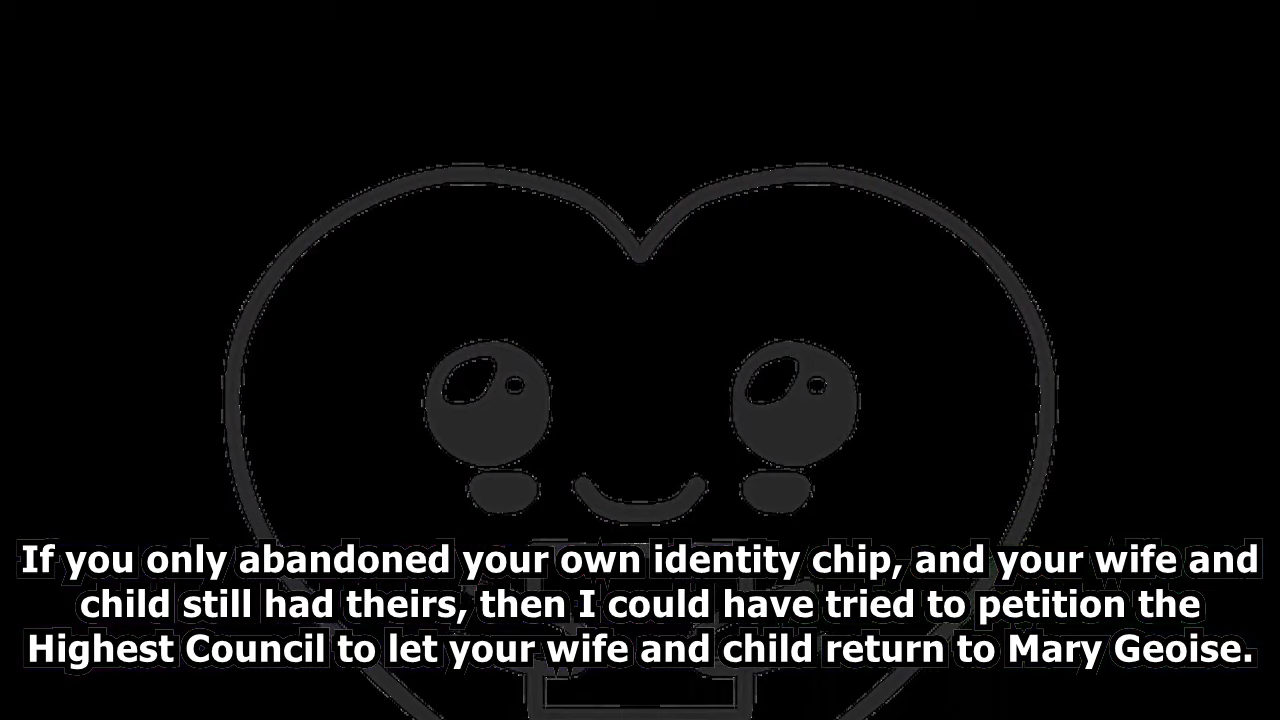 If you only abandoned your own identity chip, and your wife and
child still had theirs, then I could have tried to petition the
Highest Council to let your wife and child return to Mary Geoise.